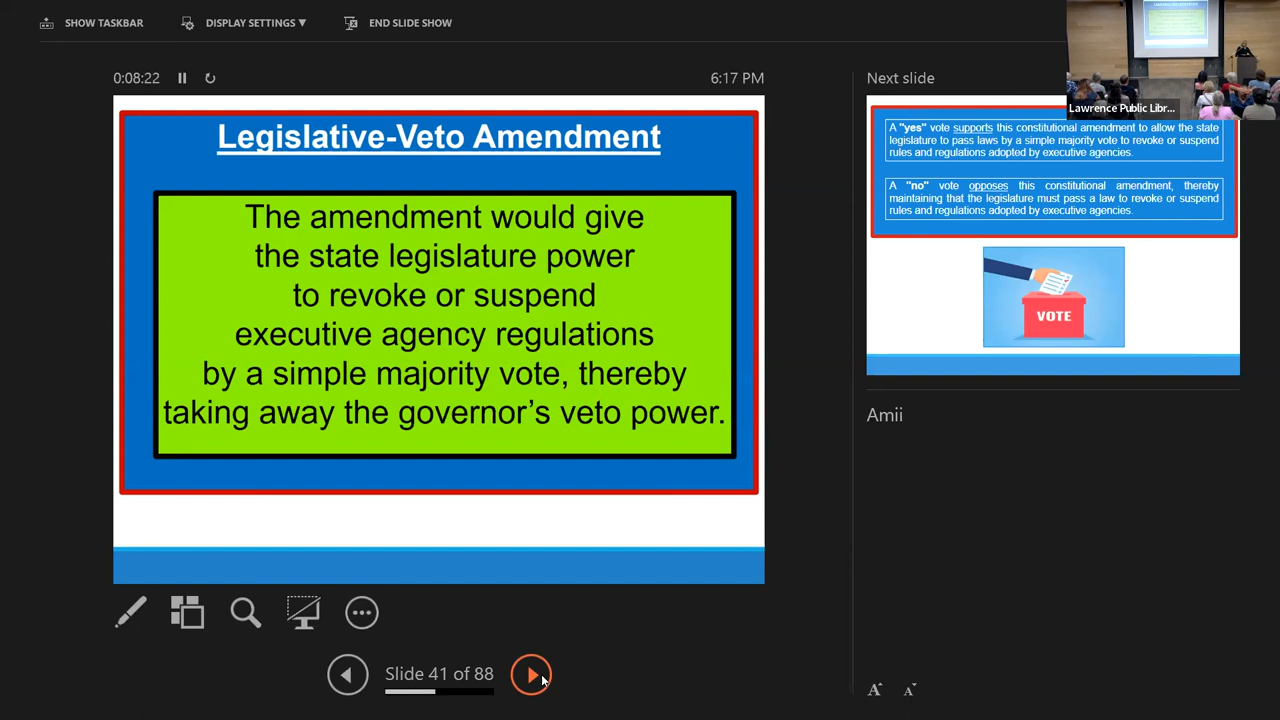 SHOW TASKBAR
DISPLAY SETTINGS ▼
END SLIDE SHOW
0:08:22
6:17 PM
Legislative-Veto Amendment
The amendment would give
the state legislature power
to revoke or suspend
executive agency regulations
by a simple majority vote, thereby
taking away the governor's veto power.
Slide 41 of 88
Next slide
Lawrence Public Libr...
A "yes" vote supports this constitutional amendment to allow the state
legislature to pass laws by a simple majority vote to revoke or suspend
rules and regulations adopted by executive agencies.
A "no" vote opposes this constitutional amendment, thereby
maintaining that the legislature must pass a law to revoke or suspend
rules and regulations adopted by executive agencies.
VOTE
Amii
A A